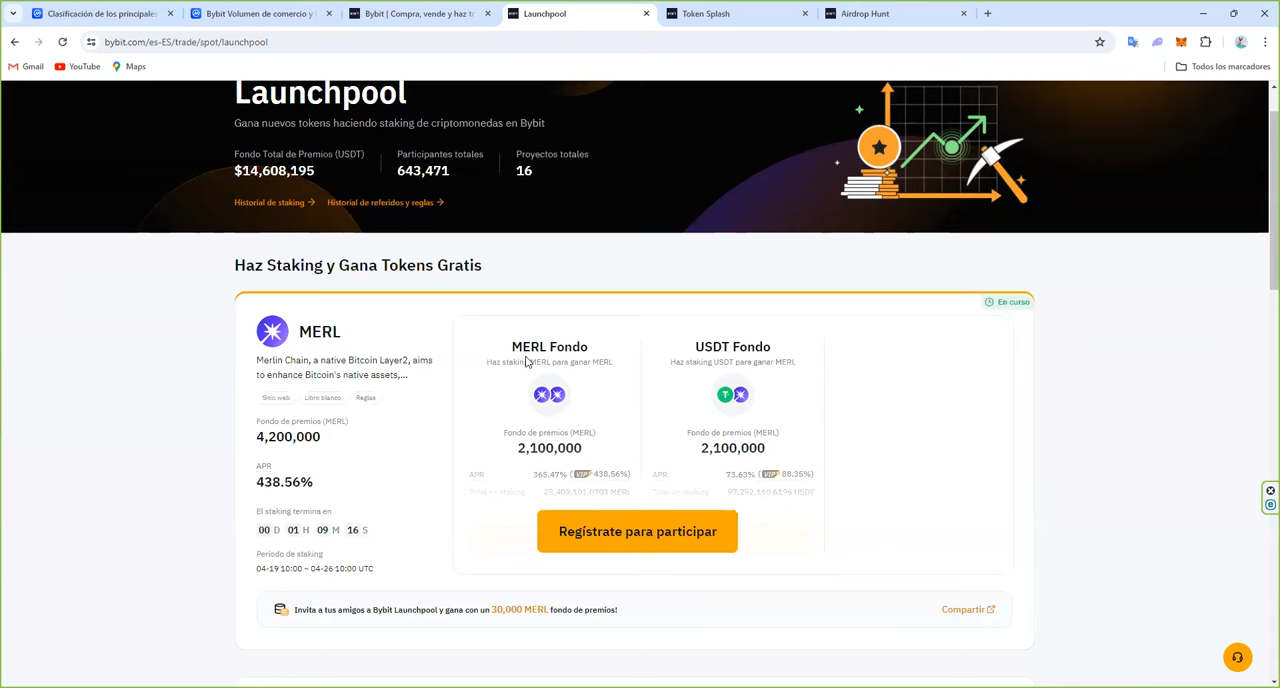 Clasificación de los principales
Bybit Volumen de comercio y
Bybit | Compra, vende y haz tr
Launchpool
Token Splash
Airdrop Hunt
bybit.com/es-ES/trade/spot/launchpool
Gmail
YouTube
Maps
Todos los marcadores
Launchpool
Gana nuevos tokens haciendo staking de criptomonedas en Bybit
Fondo Total de Premios (USDT)
Participantes totales
Proyectos totales
$14,608,195
643,471
16
Historial de staking
Historial de referidos y reglas
Haz Staking y Gana Tokens Gratis
En curso
MERL
Merlin Chain, a native Bitcoin Layer2, aims
to enhance Bitcoin's native assets,...
Sitio web
Libro blanco
Reglas
Fondo de premios (MERL)
4,200,000
APR
438.56%
El staking termina en
00 D 01 H 09 M 16 S
Período de staking
04-19 10:00 ~ 04-26 10:00 UTC
MERL Fondo
Haz staking MERL para ganar MERL
Fondo de premios (MERL)
2,100,000
APR
365.47% (VIP 438.56%)
Total en staking
USDT Fondo
Haz staking USDT para ganar MERL
T
Fondo de premios (MERL)
2,100,000
APR
73.63% (VIP 88.35%)
Total en staking
Regístrate para participar
Invita a tus amigos a Bybit Launchpool y gana con un 30,000 MERL fondo de premios!
Compartir